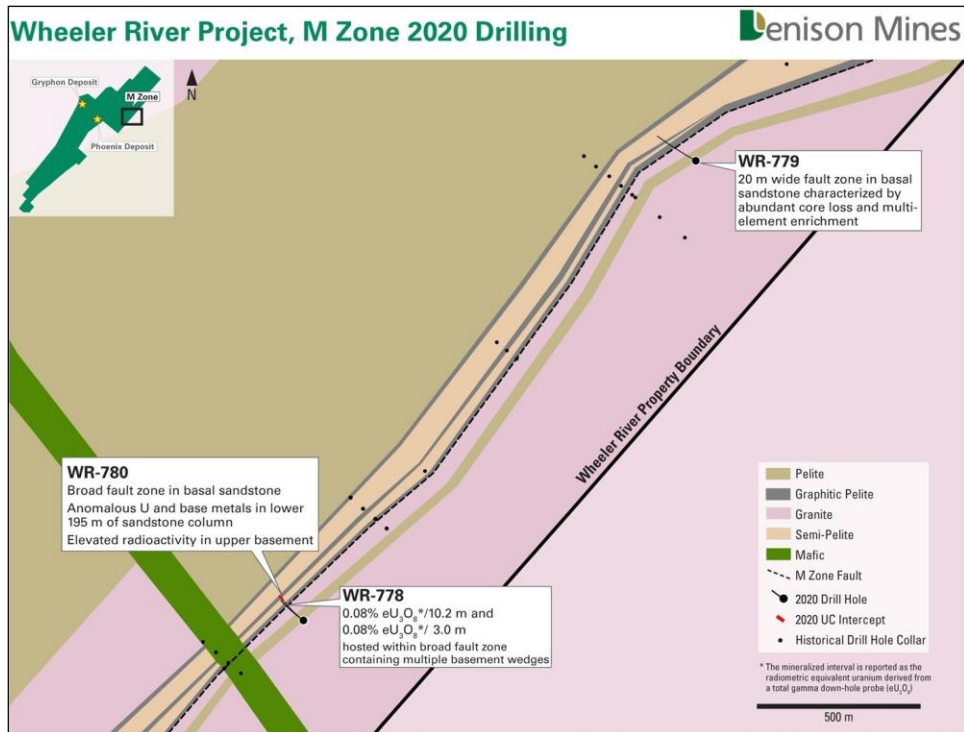 Wheeler River Project, M Zone 2020 Drilling
Denison Mines
Gryphon Deposit
M Zone
Phoenix Deposit
N
WR-779
20 m wide fault zone in basal
sandstone characterized by
abundant core loss and multi-
element enrichment
Wheeler River Property Boundary
WR-780
Broad fault zone in basal sandstone
Anomalous U and base metals in lower
195 m of sandstone column
Elevated radioactivity in upper basement
WR-778
0.08% eU₃O₈*/10.2 m and
0.08% eU₃O₈*/ 3.0 m
hosted within broad fault zone
containing multiple basement wedges
Pelite
Graphitic Pelite
Granite
Semi-Pelite
Mafic
M Zone Fault
2020 Drill Hole
2020 UC Intercept
Historical Drill Hole Collar
* The mineralized interval is reported as the
radiometric equivalent uranium derived from
a total gamma down-hole probe (eU₃O₈)
500 m